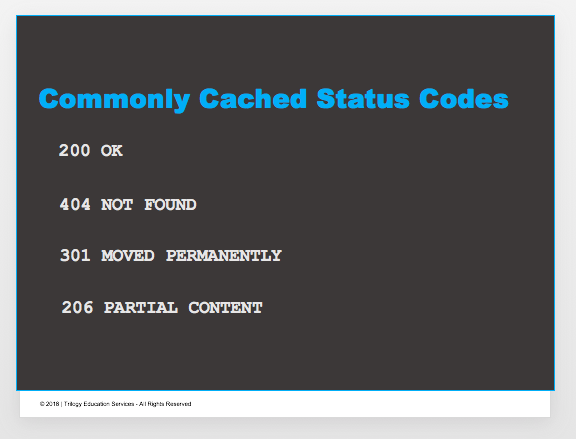 Commonly Cached Status Codes
200 OK
404 NOT FOUND
301 MOVED PERMANENTLY
206 PARTIAL CONTENT
© 2018 | Trilogy Education Services - All Rights Reserved